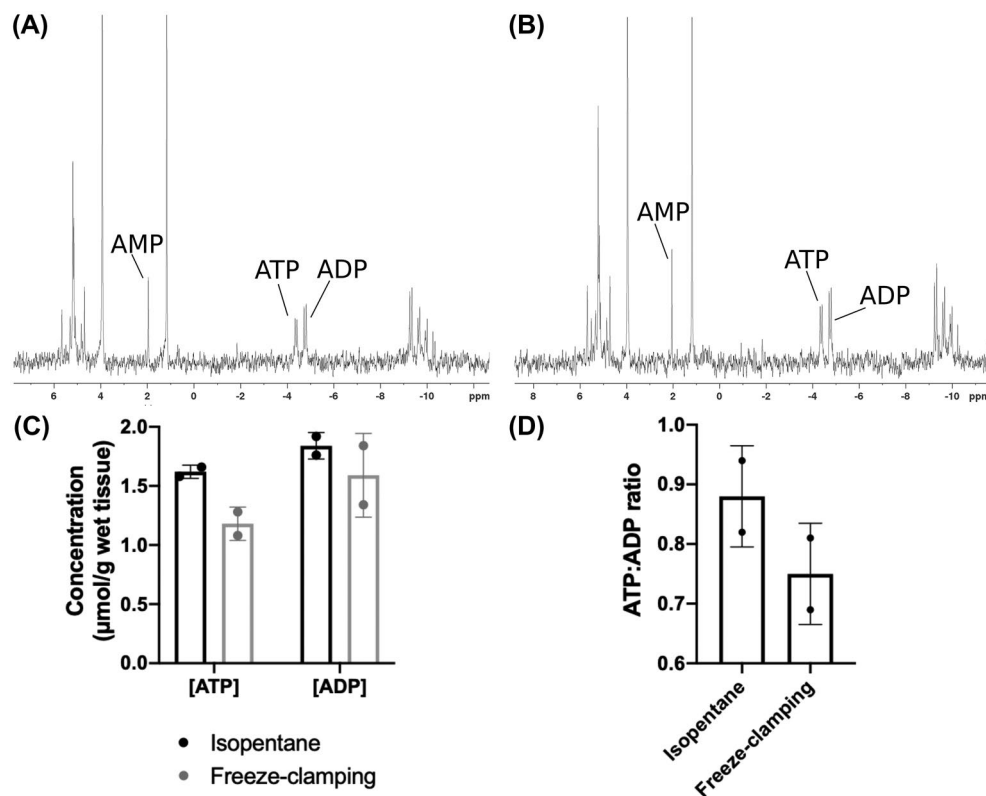 (A)
AMP
ATP
ADP
6 4 2 0 -2 -4 -6 -8 -10 ppm
(B)
AMP
ATP
ADP
8 6 4 2 0 -2 -4 -6 -8 -10 ppm
(C)
Concentration
(µmol/g wet tissue)
2.0
1.5
1.0
0.5
0.0
[ATP] [ADP]
Isopentane
Freeze-clamping
(D)
ATP:ADP ratio
1.0
0.9
0.8
0.7
0.6
Isopentane
Freeze-clamping